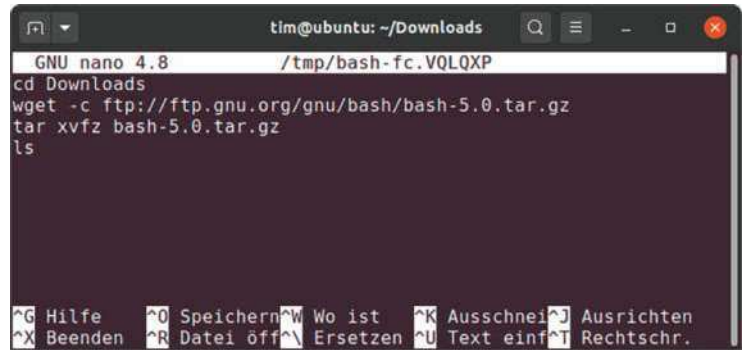 tim@ubuntu: ~/Downloads
GNU nano 4.8 /tmp/bash-fc.VQLQXP
cd Downloads
wget -c ftp://ftp.gnu.org/gnu/bash/bash-5.0.tar.gz
tar xvfz bash-5.0.tar.gz
ls
^G Hilfe ^O Speichern ^W Wo ist ^K Ausschnei ^J Ausrichten
^X Beenden ^R Datei öff ^\ Ersetzen ^U Text einf ^T Rechtschr.